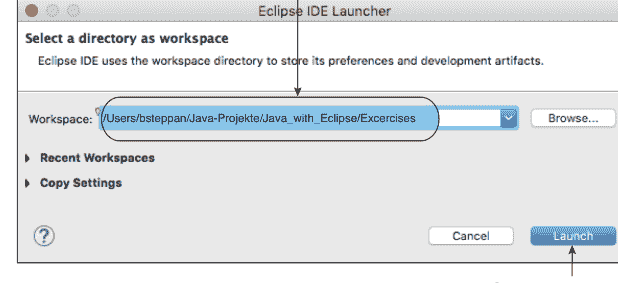 Eclipse IDE Launcher
Select a directory as workspace
Eclipse IDE uses the workspace directory to store its preferences and development artifacts.
Workspace: /Users/bsteppan/Java-Projekte/Java_with_Eclipse/Excercises Browse...
Recent Workspaces
Copy Settings
? Cancel Launch